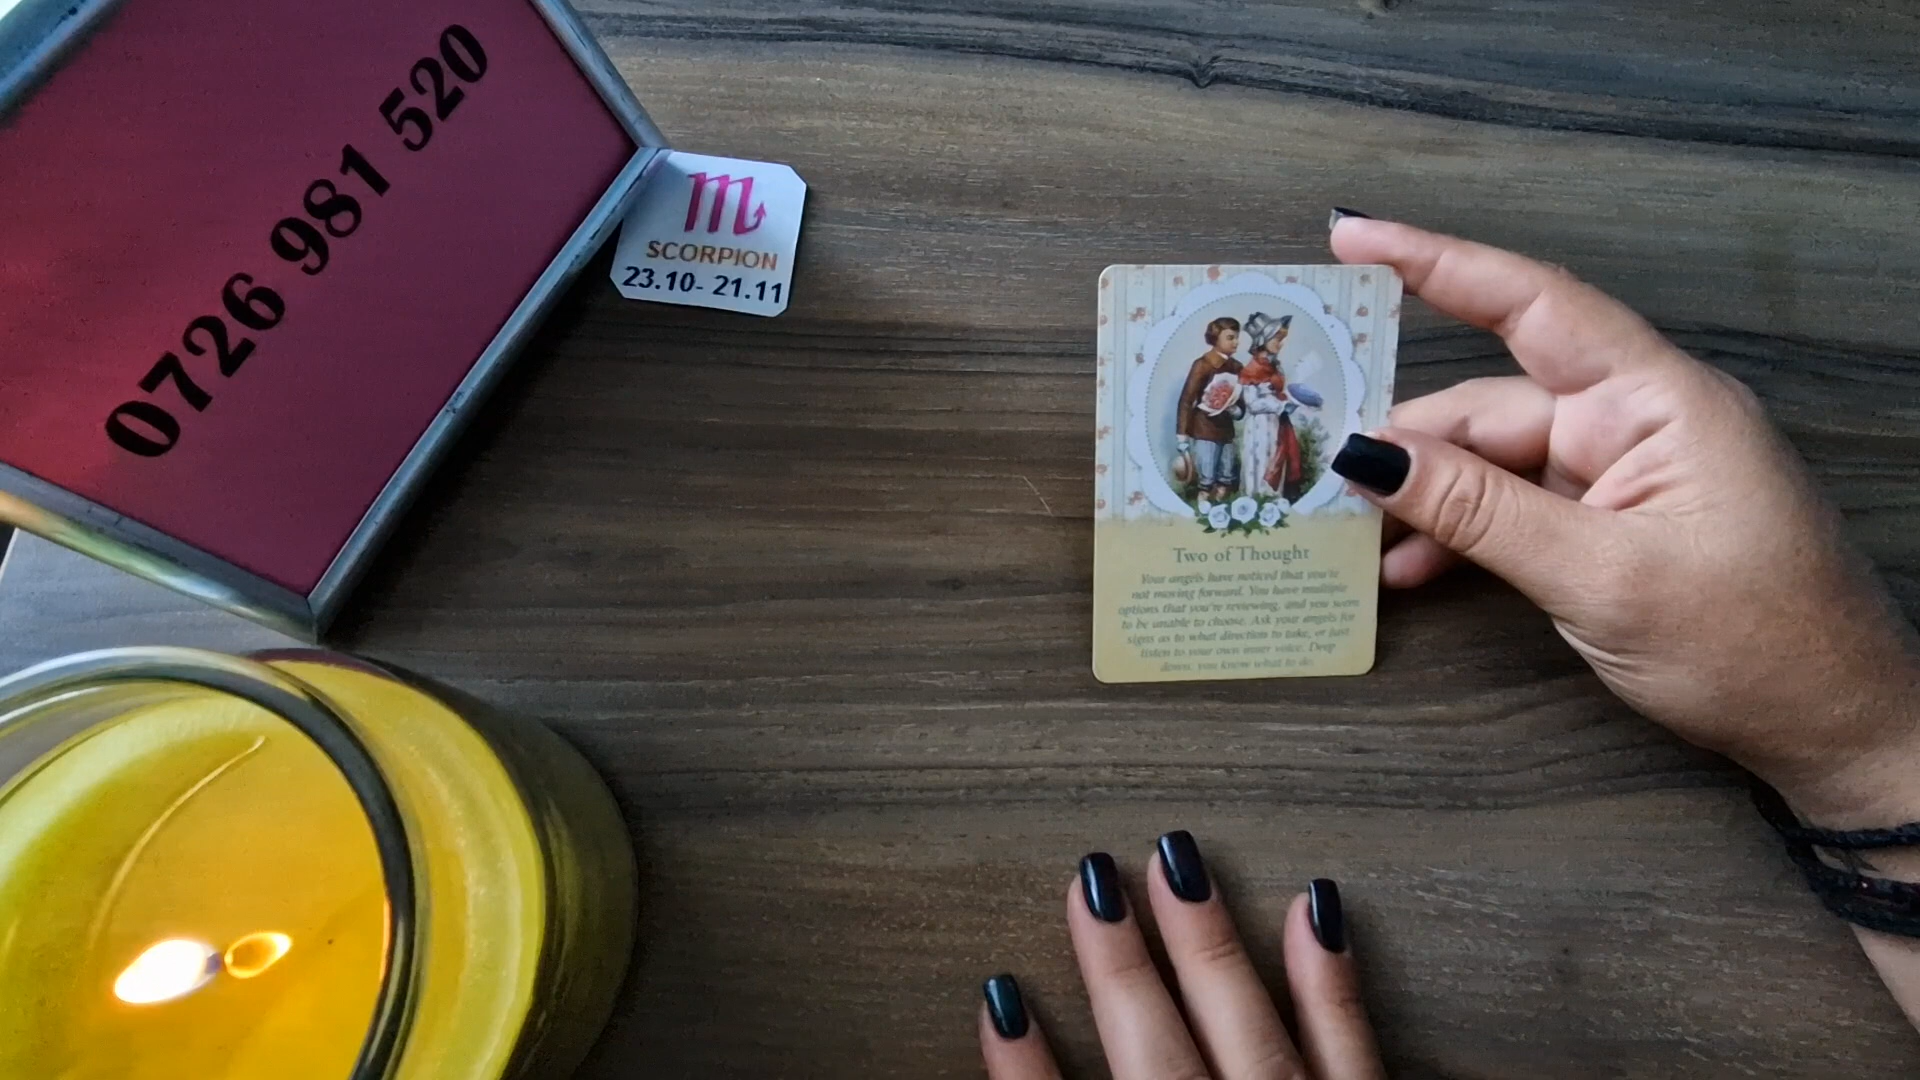 0726 981 520
SCORPION
23.10- 21.11
Two of Thought
Your angels have noticed that you're
not moving forward. You have multiple
options that you're reviewing, and you seem
to be unable to choose. Ask your angels for
signs as to what direction to take, or just
listen to your own inner voice. Deep
down, you know what to do.